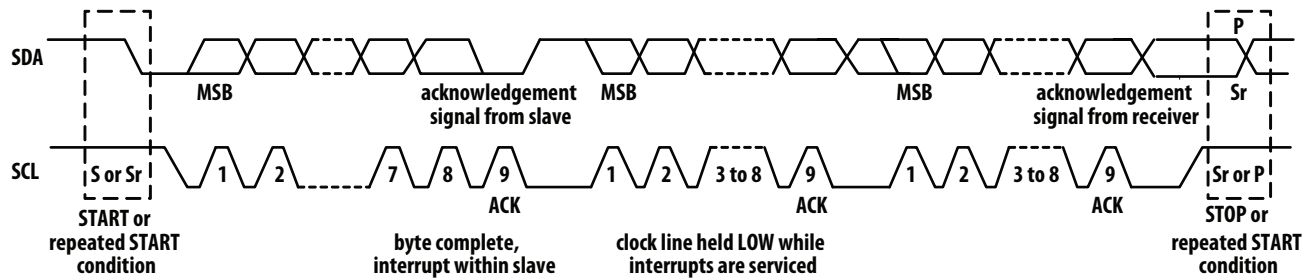 P
SDA
MSB
acknowledgement
signal from slave
MSB
MSB
acknowledgement
signal from receiver
Sr
SCL
S or Sr
1
2
7
8
9
1
2
3 to 8
9
1
2
3 to 8
9
Sr or P
ACK
ACK
ACK
START or
repeated START
condition
byte complete,
interrupt within slave
clock line held LOW while
interrupts are serviced
STOP or
repeated START
condition